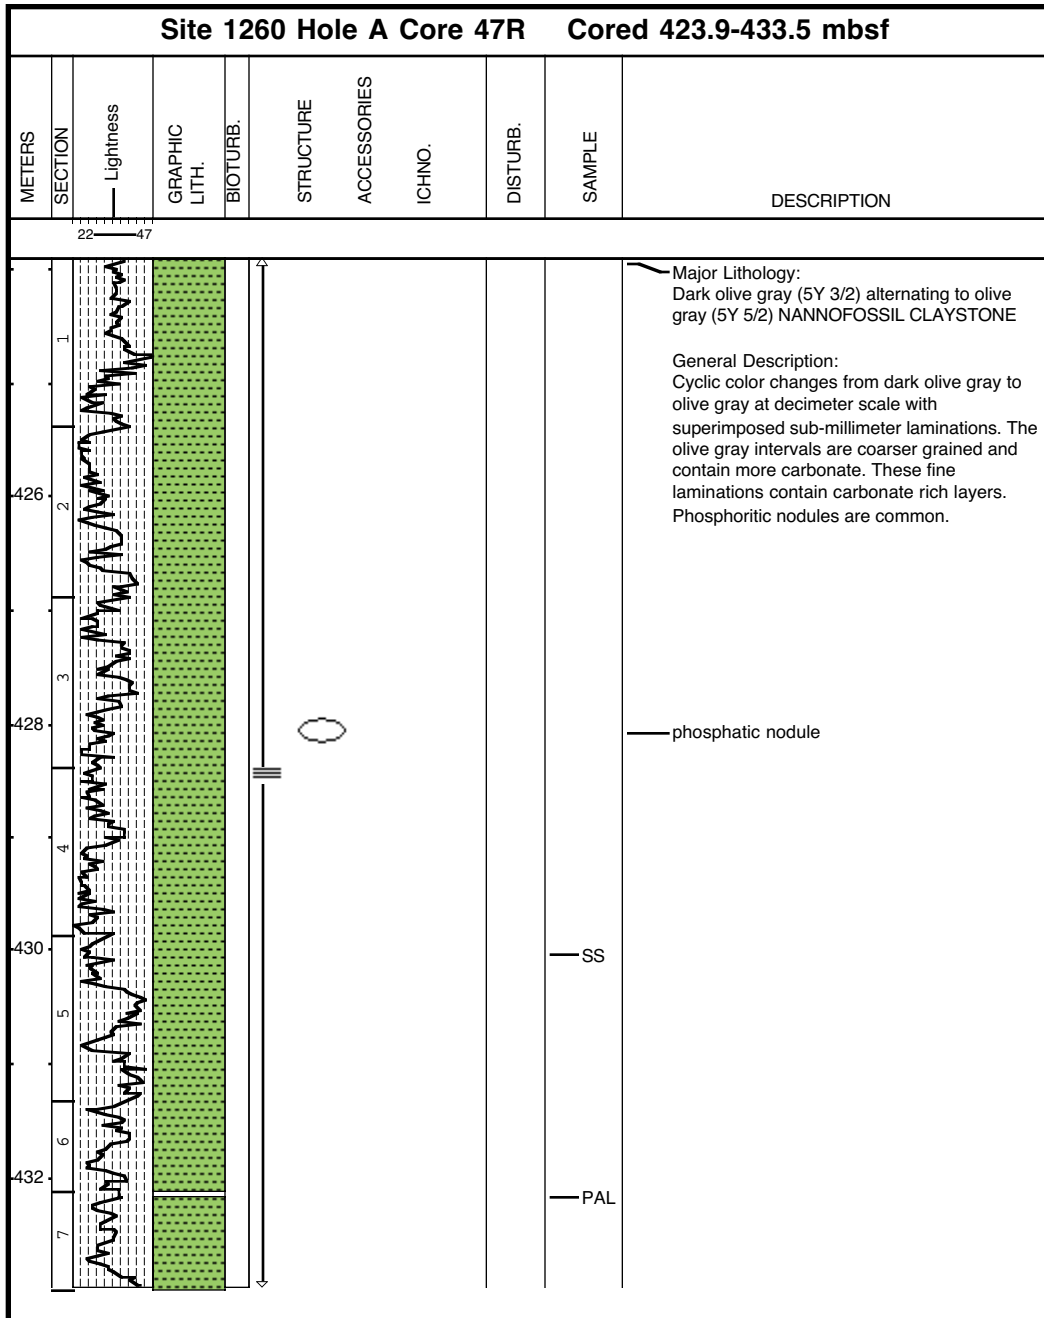 Site 1260 Hole A Core 47R Cored 423.9-433.5 mbsf
METERS
SECTION
Lightness
GRAPHIC
LITH.
BIOTURB.
STRUCTURE
ACCESSORIES
ICHNO.
DISTURB.
SAMPLE
DESCRIPTION
22 47
Major Lithology:
Dark olive gray (5Y 3/2) alternating to olive
gray (5Y 5/2) NANNOFOSSIL CLAYSTONE
General Description:
Cyclic color changes from dark olive gray to
olive gray at decimeter scale with
superimposed sub-millimeter laminations. The
olive gray intervals are coarser grained and
contain more carbonate. These fine
laminations contain carbonate rich layers.
Phosphoritic nodules are common.
1
426
2
3
428
phosphatic nodule
4
430
SS
5
6
432
PAL
7